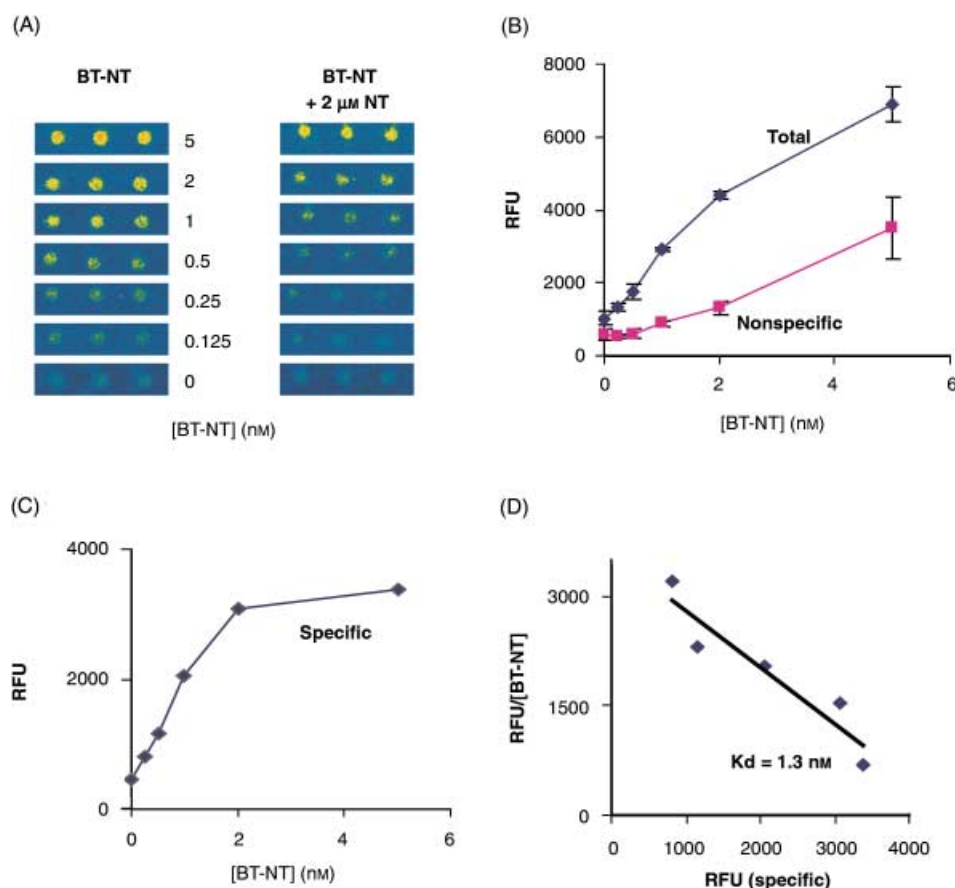 (A)
BT-NT
BT-NT
+ 2 μM NT
5
2
1
0.5
0.25
0.125
0
[BT-NT] (nM)
(B)
8000
6000
4000
2000
0
RFU
Total
Nonspecific
0 2 4 6
[BT-NT] (nM)
(C)
4000
2000
0
RFU
Specific
0 2 4 6
[BT-NT] (nM)
(D)
3000
1500
0
RFU/[BT-NT]
Kd = 1.3 nM
0 1000 2000 3000 4000
RFU (specific)